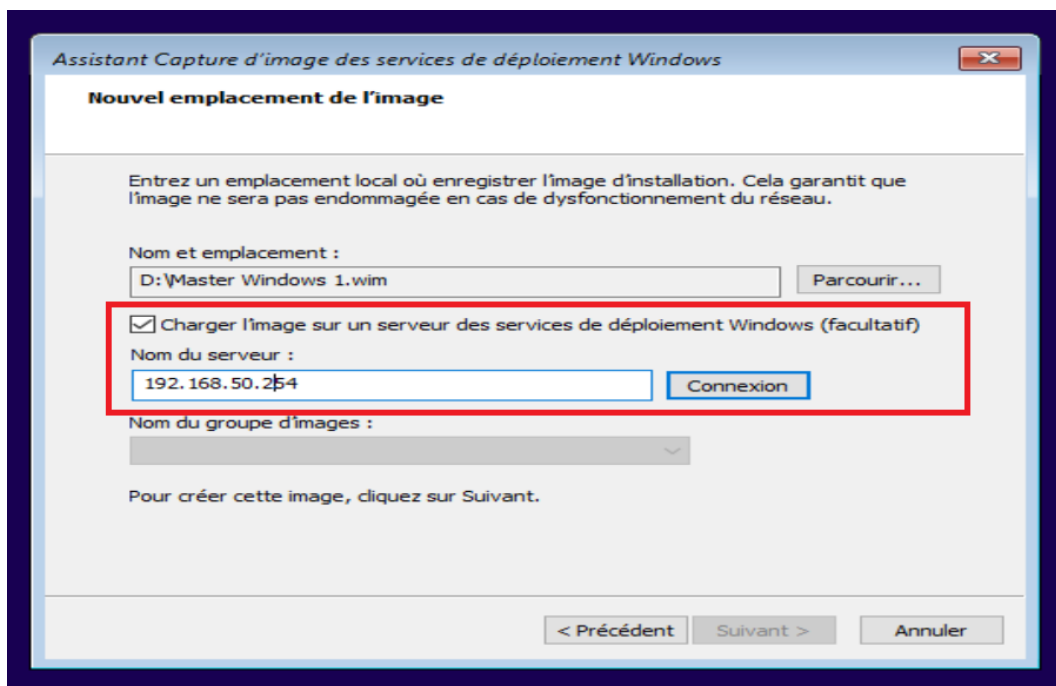 Assistant Capture d'image des services de déploiement Windows
Nouvel emplacement de l'image
Entrez un emplacement local où enregistrer l'image d'installation. Cela garantit que
l'image ne sera pas endommagée en cas de dysfonctionnement du réseau.
Nom et emplacement :
D:\Master Windows 1.wim
Parcourir...
Charger l'image sur un serveur des services de déploiement Windows (facultatif)
Nom du serveur :
192.168.50.254
Connexion
Nom du groupe d'images :
Pour créer cette image, cliquez sur Suivant.
< Précédent
Suivant >
Annuler